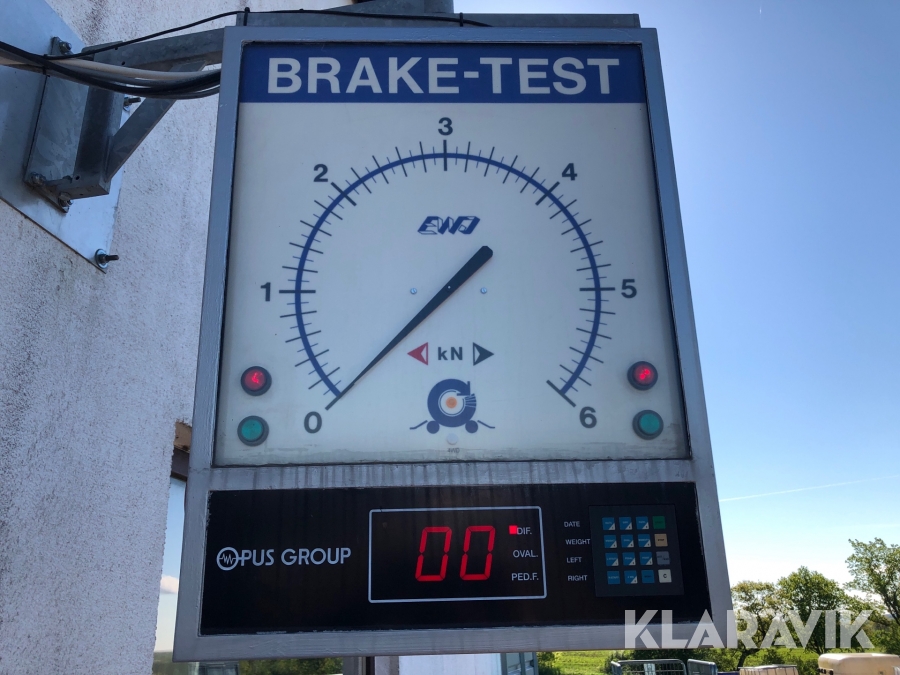 BRAKE-TEST
3
2
4
EWJ
1
5
kN
0
6
OPUS GROUP
00
DIF.
OVAL.
PED.F.
DATE
WEIGHT
LEFT
RIGHT
KLARAVIK